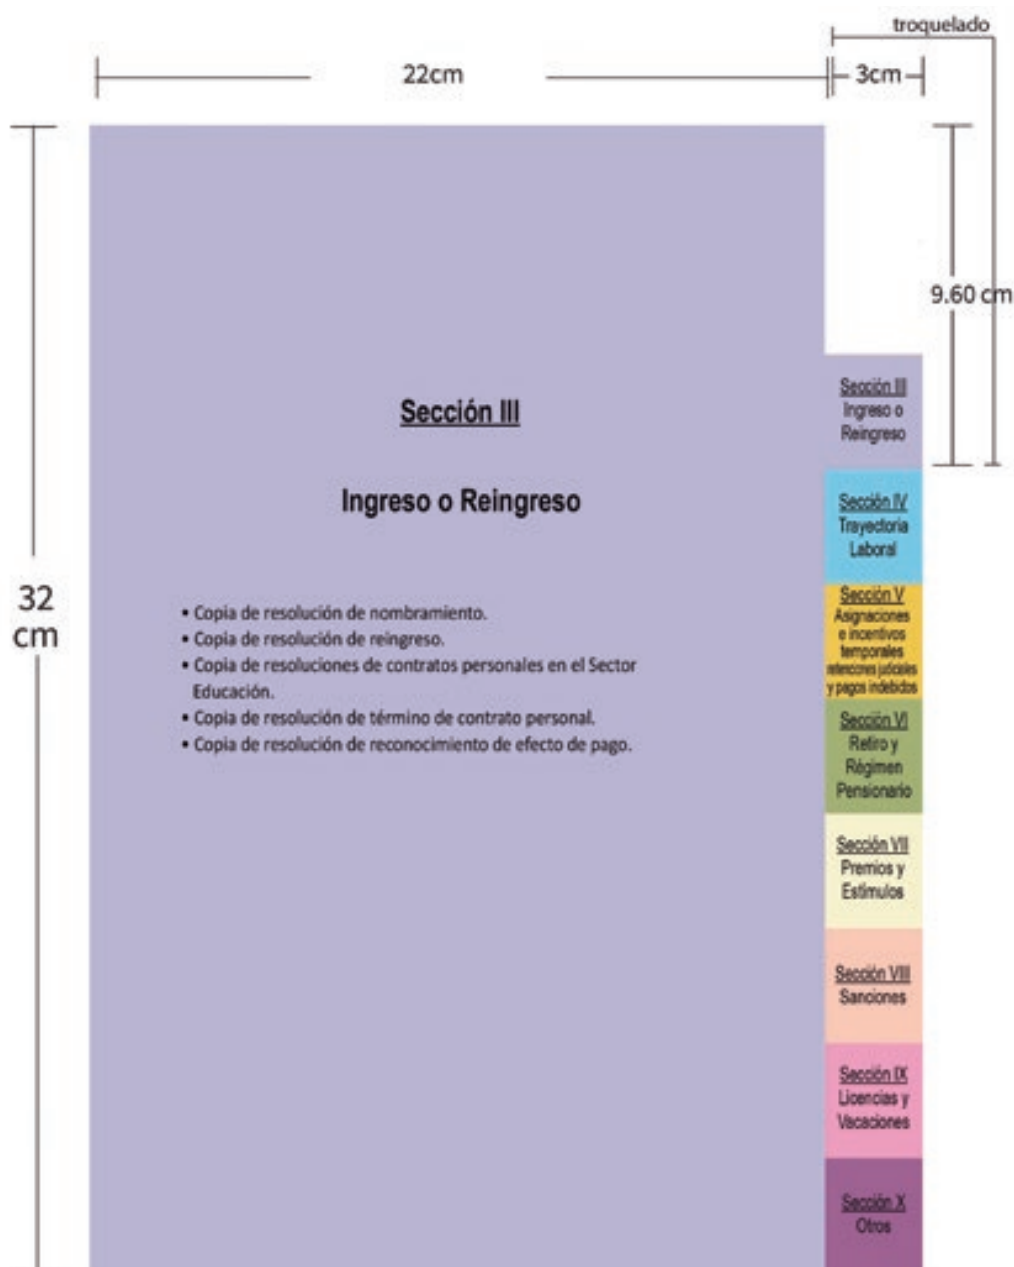 troquelado
22cm
3cm
9.60 cm
32
cm
Sección III
Ingreso o Reingreso
• Copia de resolución de nombramiento.
• Copia de resolución de reingreso.
• Copia de resoluciones de contratos personales en el Sector
Educación.
• Copia de resolución de término de contrato personal.
• Copia de resolución de reconocimiento de efecto de pago.
Sección III
Ingreso o
Reingreso
Sección IV
Trayectoria
Laboral
Sección V
Asignaciones
e incentivos
temporales
retenciones judiciales
y pagos indebidos
Sección VI
Retiro y
Régimen
Pensionario
Sección VII
Premios y
Estímulos
Sección VIII
Sanciones
Sección IX
Licencias y
Vacaciones
Sección X
Otros